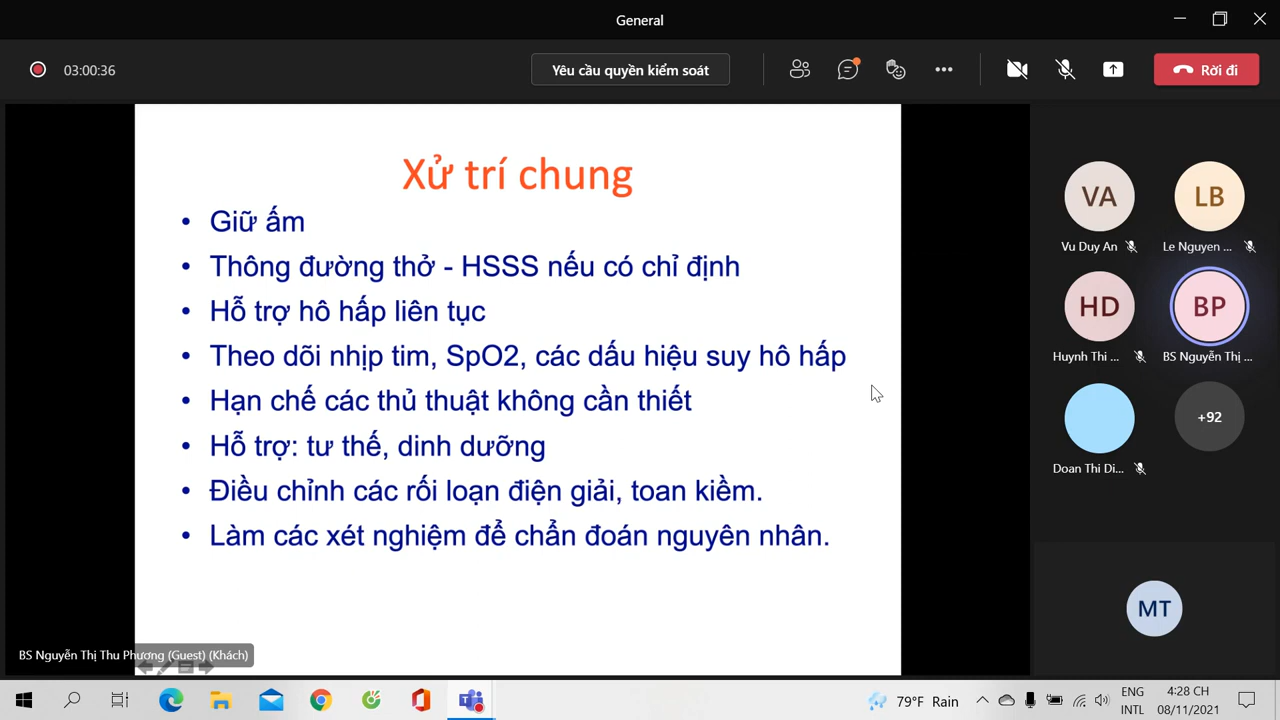 General
03:00:36
Yêu cầu quyền kiểm soát
Rời đi
Xử trí chung
• Giữ ấm
• Thông đường thở - HSSS nếu có chỉ định
• Hỗ trợ hô hấp liên tục
• Theo dõi nhịp tim, SpO2, các dấu hiệu suy hô hấp
• Hạn chế các thủ thuật không cần thiết
• Hỗ trợ: tư thế, dinh dưỡng
• Điều chỉnh các rối loạn điện giải, toan kiềm.
• Làm các xét nghiệm để chẩn đoán nguyên nhân.
BS Nguyễn Thị Thu Phương (Guest) (Khách)
VA
Vu Duy An
LB
Le Nguyen ...
HD
Huynh Thi ...
BP
BS Nguyễn Thị ...
Doan Thi Di...
+92
MT
79°F Rain
ENG
INTL
4:28 CH
08/11/2021